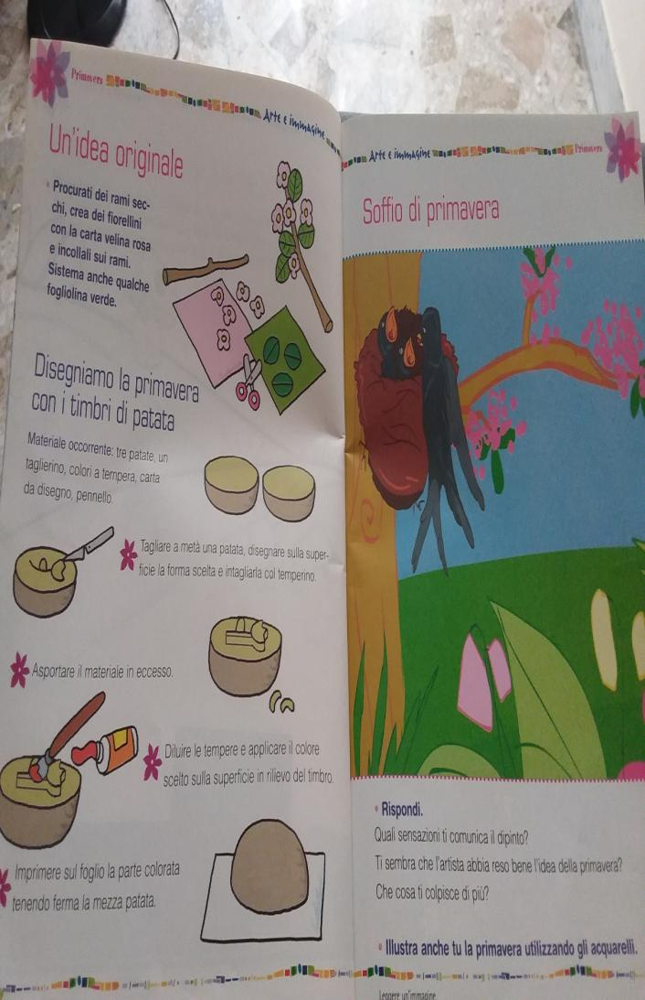 Primavera
Arte e immagine
Un'idea originale
• Procurati dei rami sec-
chi, crea dei fiorellini
con la carta velina rosa
e incollali sui rami.
Sistema anche qualche
fogliolina verde.
Disegniamo la primavera
con i timbri di patata
Materiale occorrente: tre patate, un
taglierino, colori a tempera, carta
da disegno, pennello.
Tagliare a metà una patata, disegnare sulla super-
ficie la forma scelta e intagliarla col temperino.
Asportare il materiale in eccesso.
Diluire le tempere e applicare il colore
scelto sulla superficie in rilievo del timbro.
Imprimere sul foglio la parte colorata
tenendo ferma la mezza patata.
Arte e immagine
Primavera
Soffio di primavera
• Rispondi.
Quali sensazioni ti comunica il dipinto?
Ti sembra che l'artista abbia reso bene l'idea della primavera?
Che cosa ti colpisce di più?
• Illustra anche tu la primavera utilizzando gli acquarelli.
Leggere un'immagine